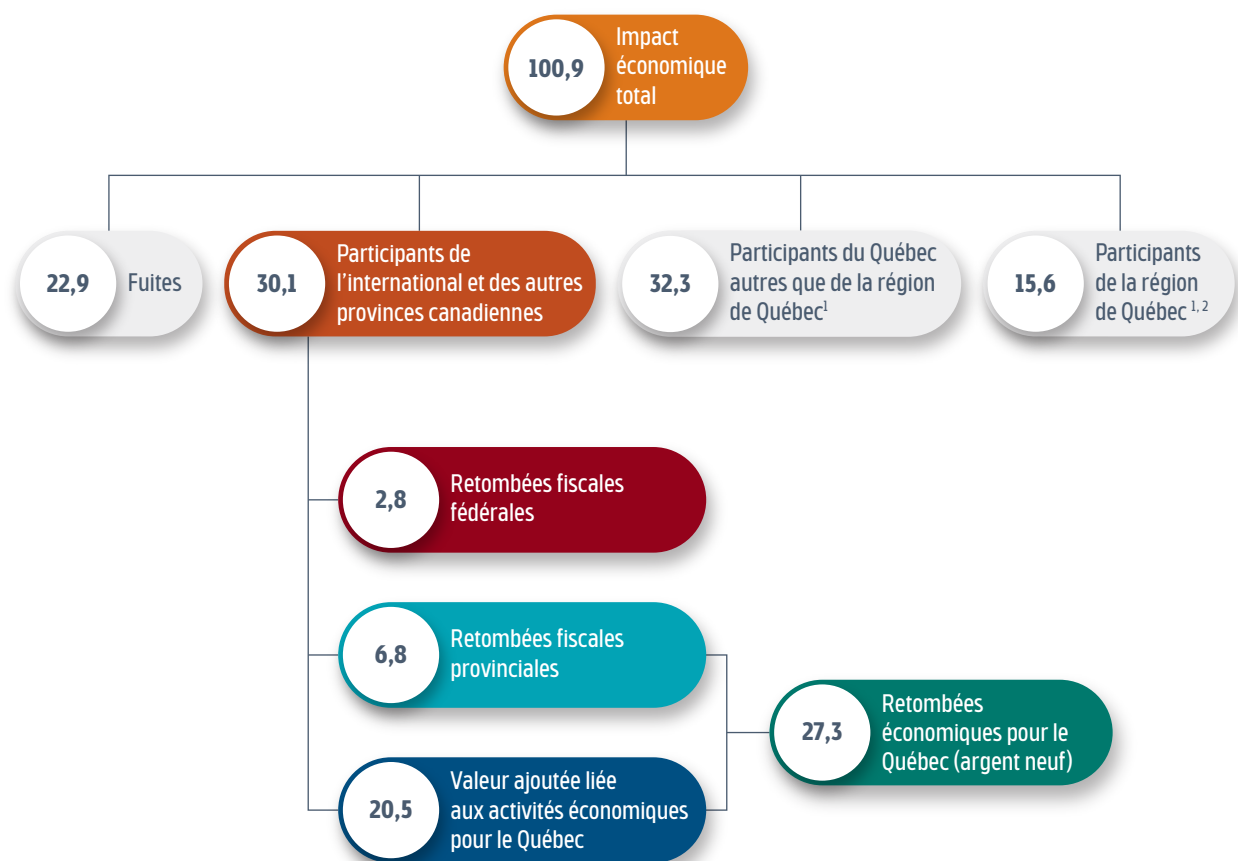 100,9
Impact
économique
total
22,9
Fuites
30,1
Participants de
l’international et des autres
provinces canadiennes
32,3
Participants du Québec
autres que de la région
de Québec¹
15,6
Participants
de la région
de Québec ¹, ²
2,8
Retombées fiscales
fédérales
6,8
Retombées fiscales
provinciales
27,3
Retombées
économiques pour le
Québec (argent neuf)
20,5
Valeur ajoutée liée
aux activités économiques
pour le Québec